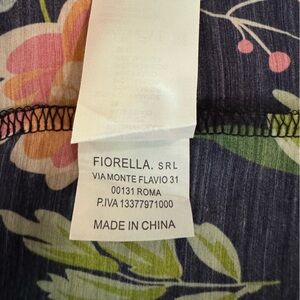 FIORELLA. SRL
VIA MONTE FLAVIO 31
00131 ROMA
P.IVA 13377971000
MADE IN CHINA